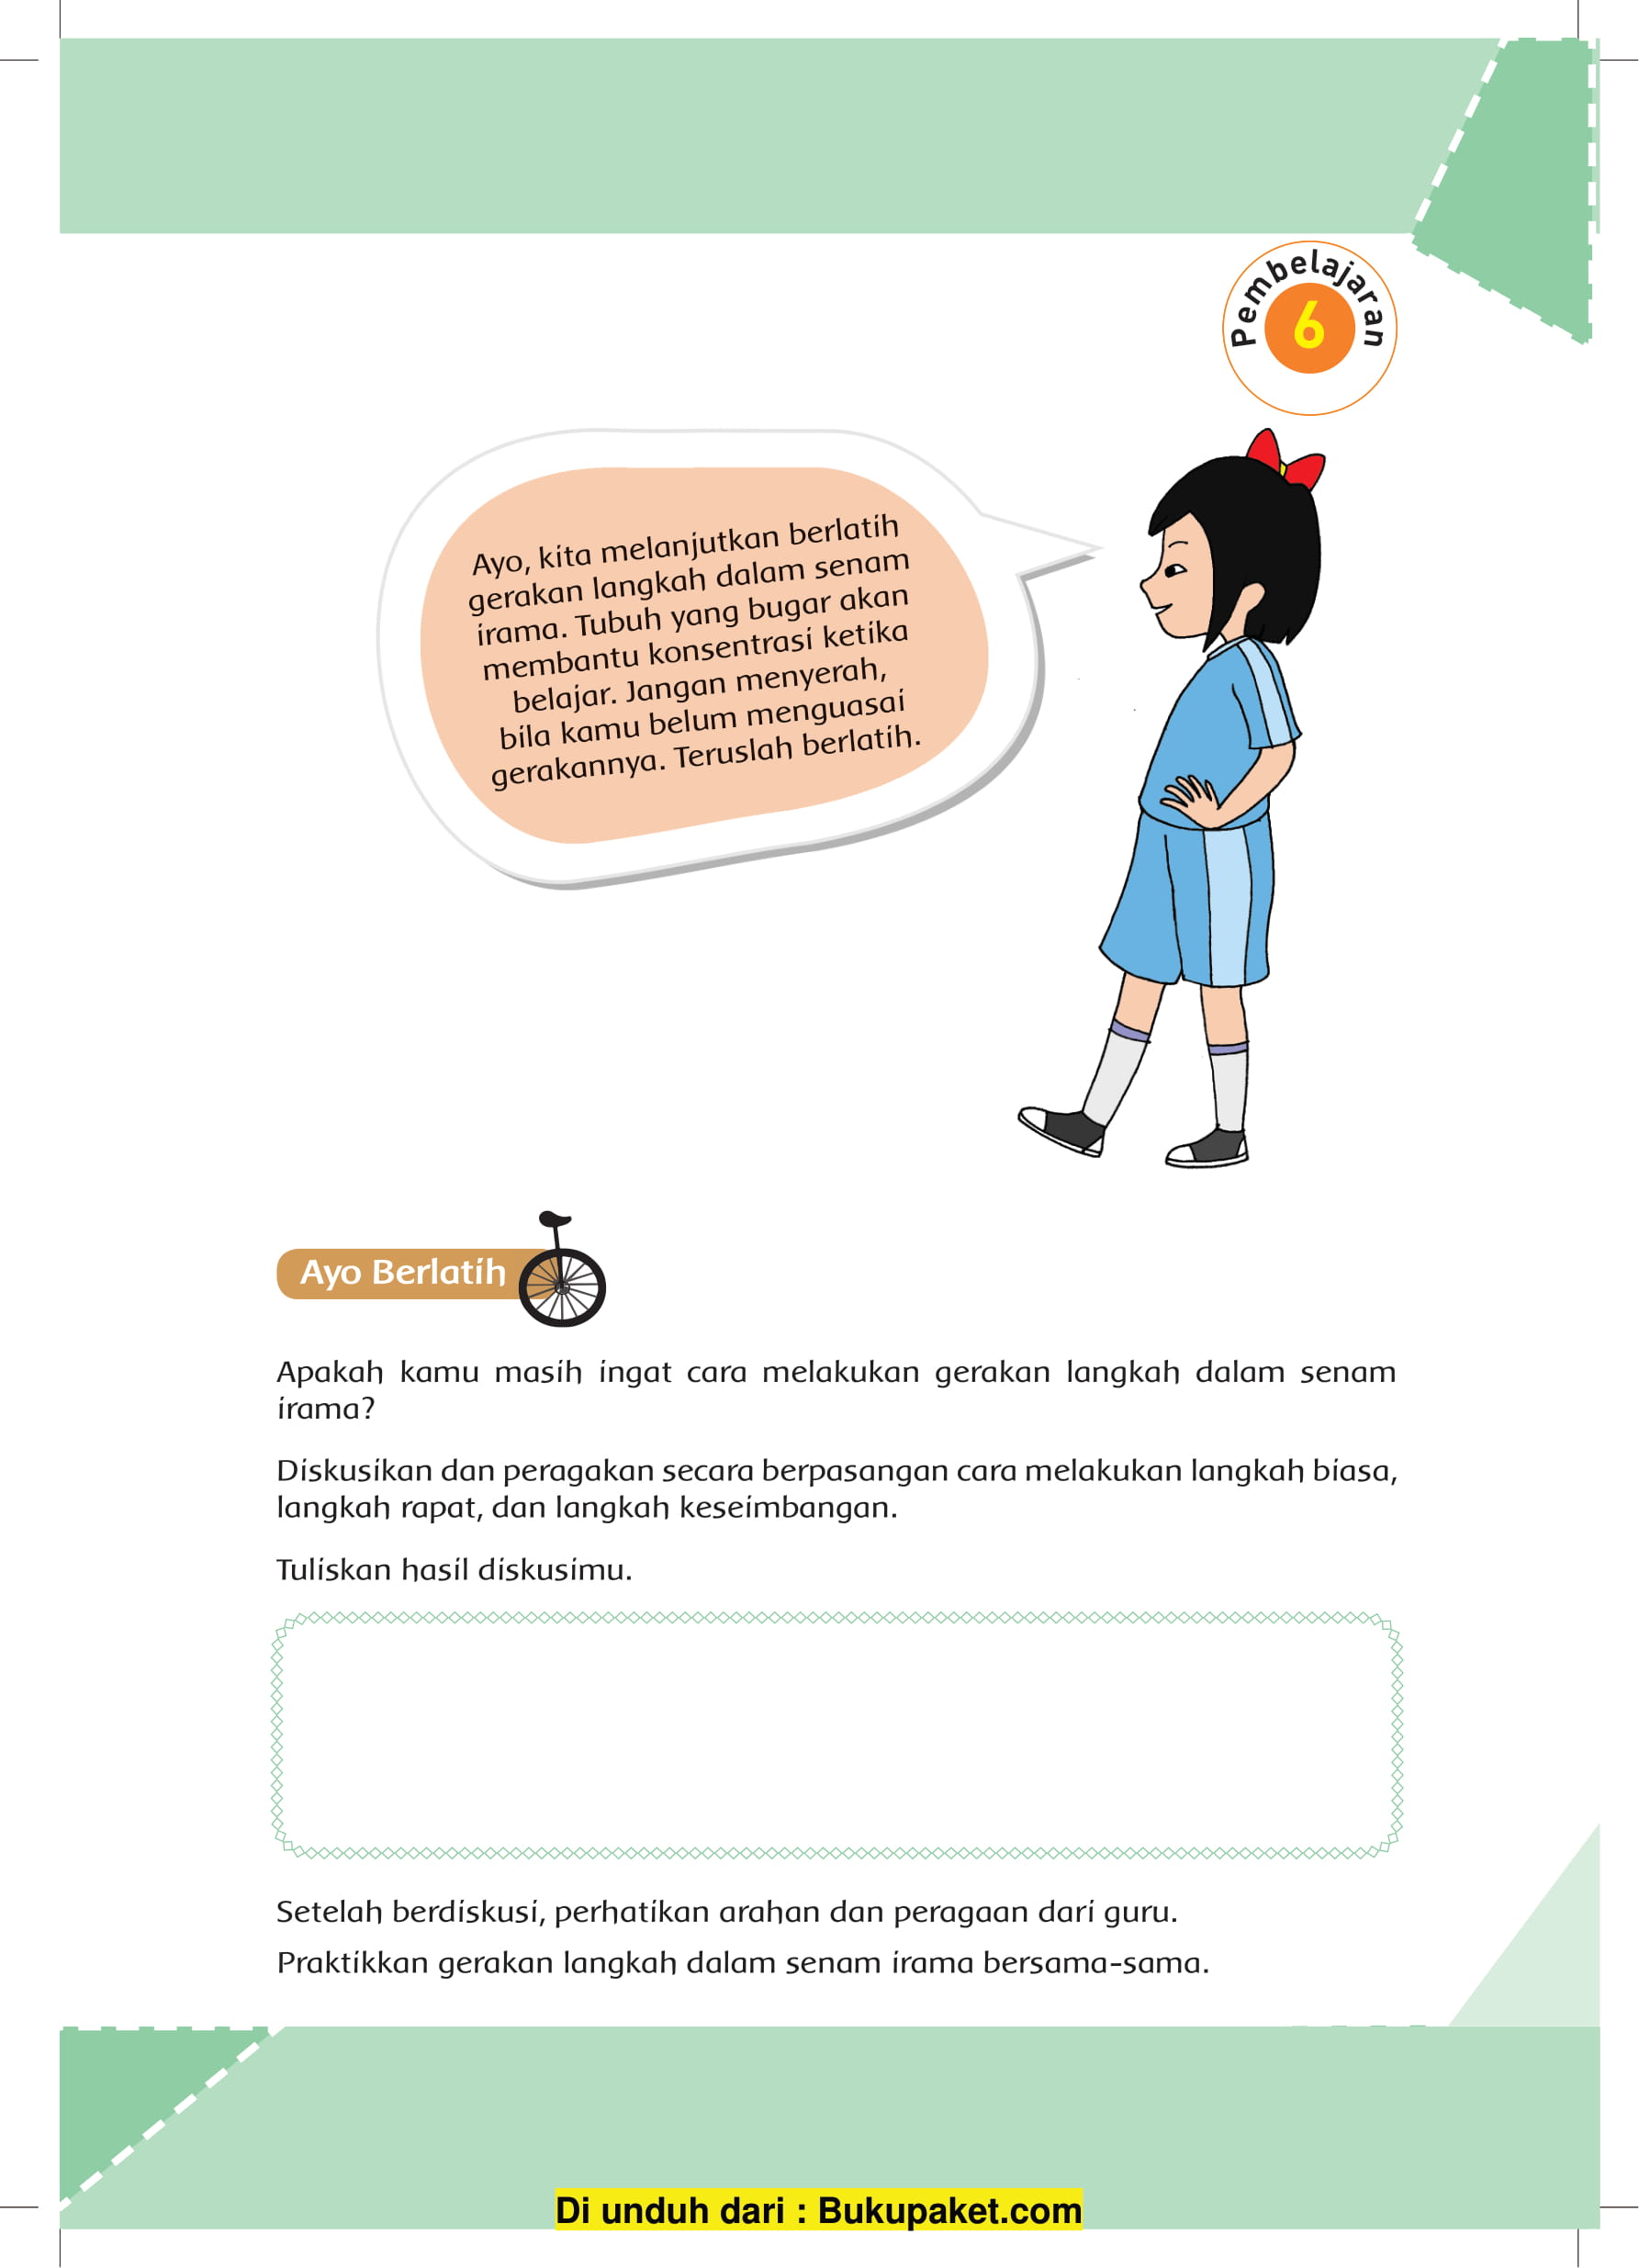 Pembelajaran
6
Ayo, kita melanjutkan berlatih
gerakan langkah dalam senam
irama. Tubuh yang bugar akan
membantu konsentrasi ketika
belajar. Jangan menyerah,
bila kamu belum menguasai
gerakannya. Teruslah berlatih.
Ayo Berlatih
Apakah kamu masih ingat cara melakukan gerakan langkah dalam senam
irama?
Diskusikan dan peragakan secara berpasangan cara melakukan langkah biasa,
langkah rapat, dan langkah keseimbangan.
Tuliskan hasil diskusimu.
Setelah berdiskusi, perhatikan arahan dan peragaan dari guru.
Praktikkan gerakan langkah dalam senam irama bersama-sama.
Di unduh dari : Bukupaket.com